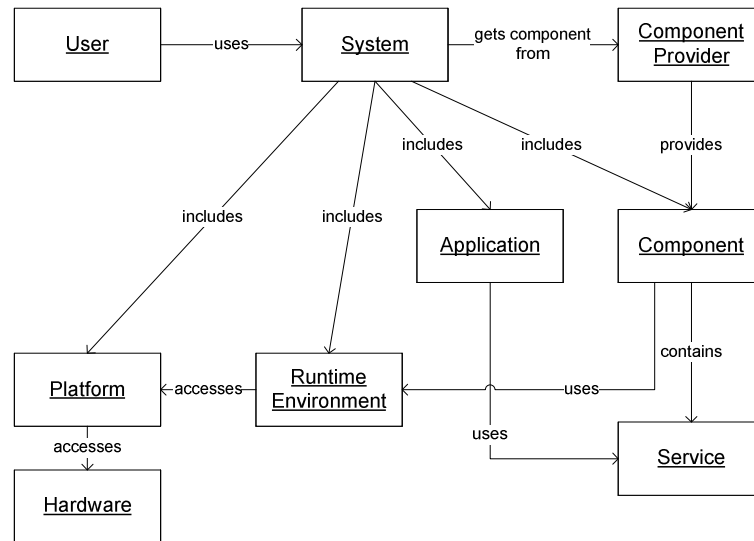 User
uses
System
gets component
from
Component
Provider
includes
includes
provides
includes
includes
Application
Component
contains
Platform
accesses
Runtime
Environment
uses
accesses
uses
Service
Hardware